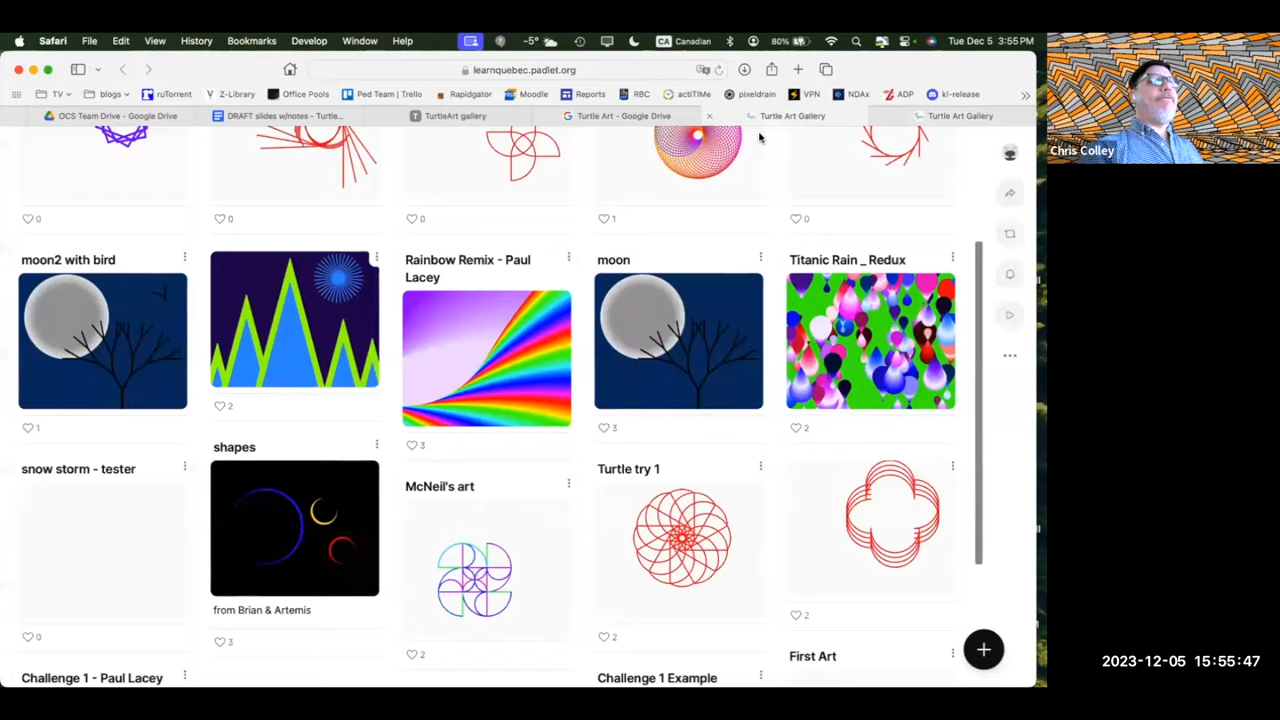 Safari File Edit View History Bookmarks Develop Window Help -5° CA Canadian 80% Tue Dec 5 3:55 PM
learnquebec.padlet.org
TV blogs ruTorrent Z-Library Office Pools Ped Team | Trello Rapidgator Moodle Reports RBC actiTIME pixeldrain VPN NDAx ADP kl-release
OCS Team Drive - Google Drive DRAFT slides w/notes - Turtle... TurtleArt gallery Turtle Art - Google Drive Turtle Art Gallery Turtle Art Gallery
Chris Colley
0 0 0 1 0
moon2 with bird
Rainbow Remix - Paul
Lacey
moon
Titanic Rain _ Redux
1 2 3 3 2
snow storm - tester
shapes
McNeil's art
Turtle try 1
from Brian & Artemis
0 3 2 2 2
Challenge 1 - Paul Lacey
Challenge 1 Example
First Art
2023-12-05 15:55:47